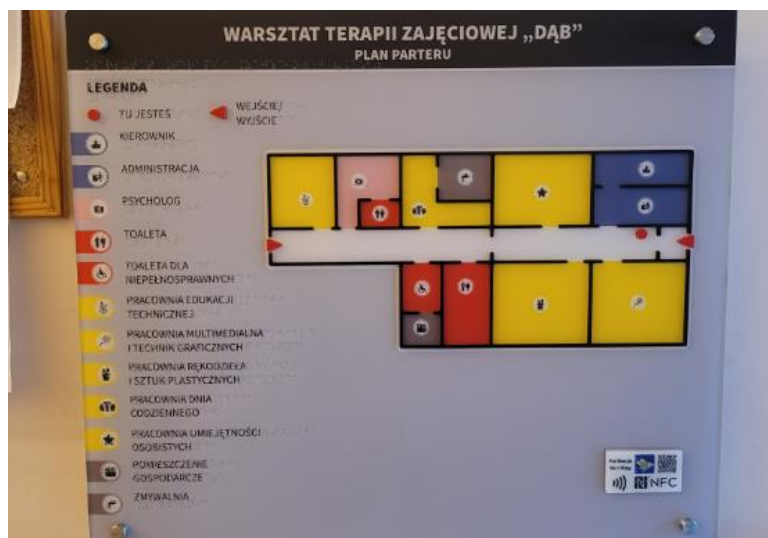 WARSZTAT TERAPII ZAJĘCIOWEJ „DĄB”
PLAN PARTERU
LEGENDA
TU JESTEŚ
WEJŚCIE/
WYJŚCIE
KIEROWNIK
ADMINISTRACJA
PSYCHOLOG
TOALETA
TOALETA DLA
NIEPEŁNOSPRAWNYCH
PRACOWNIA EDUKACJI
TECHNICZNEJ
PRACOWNIA MULTIMEDIALNA
I TECHNIK GRAFICZNYCH
PRACOWNIA RĘKODZIEŁA
I SZTUK PLASTYCZNYCH
PRACOWNIA DNIA
CODZIENNEGO
PRACOWNIA UMIEJĘTNOŚCI
OSOBISTYCH
POMIESZCZENIE
GOSPODARCZE
ZMYWALNIA
NFC